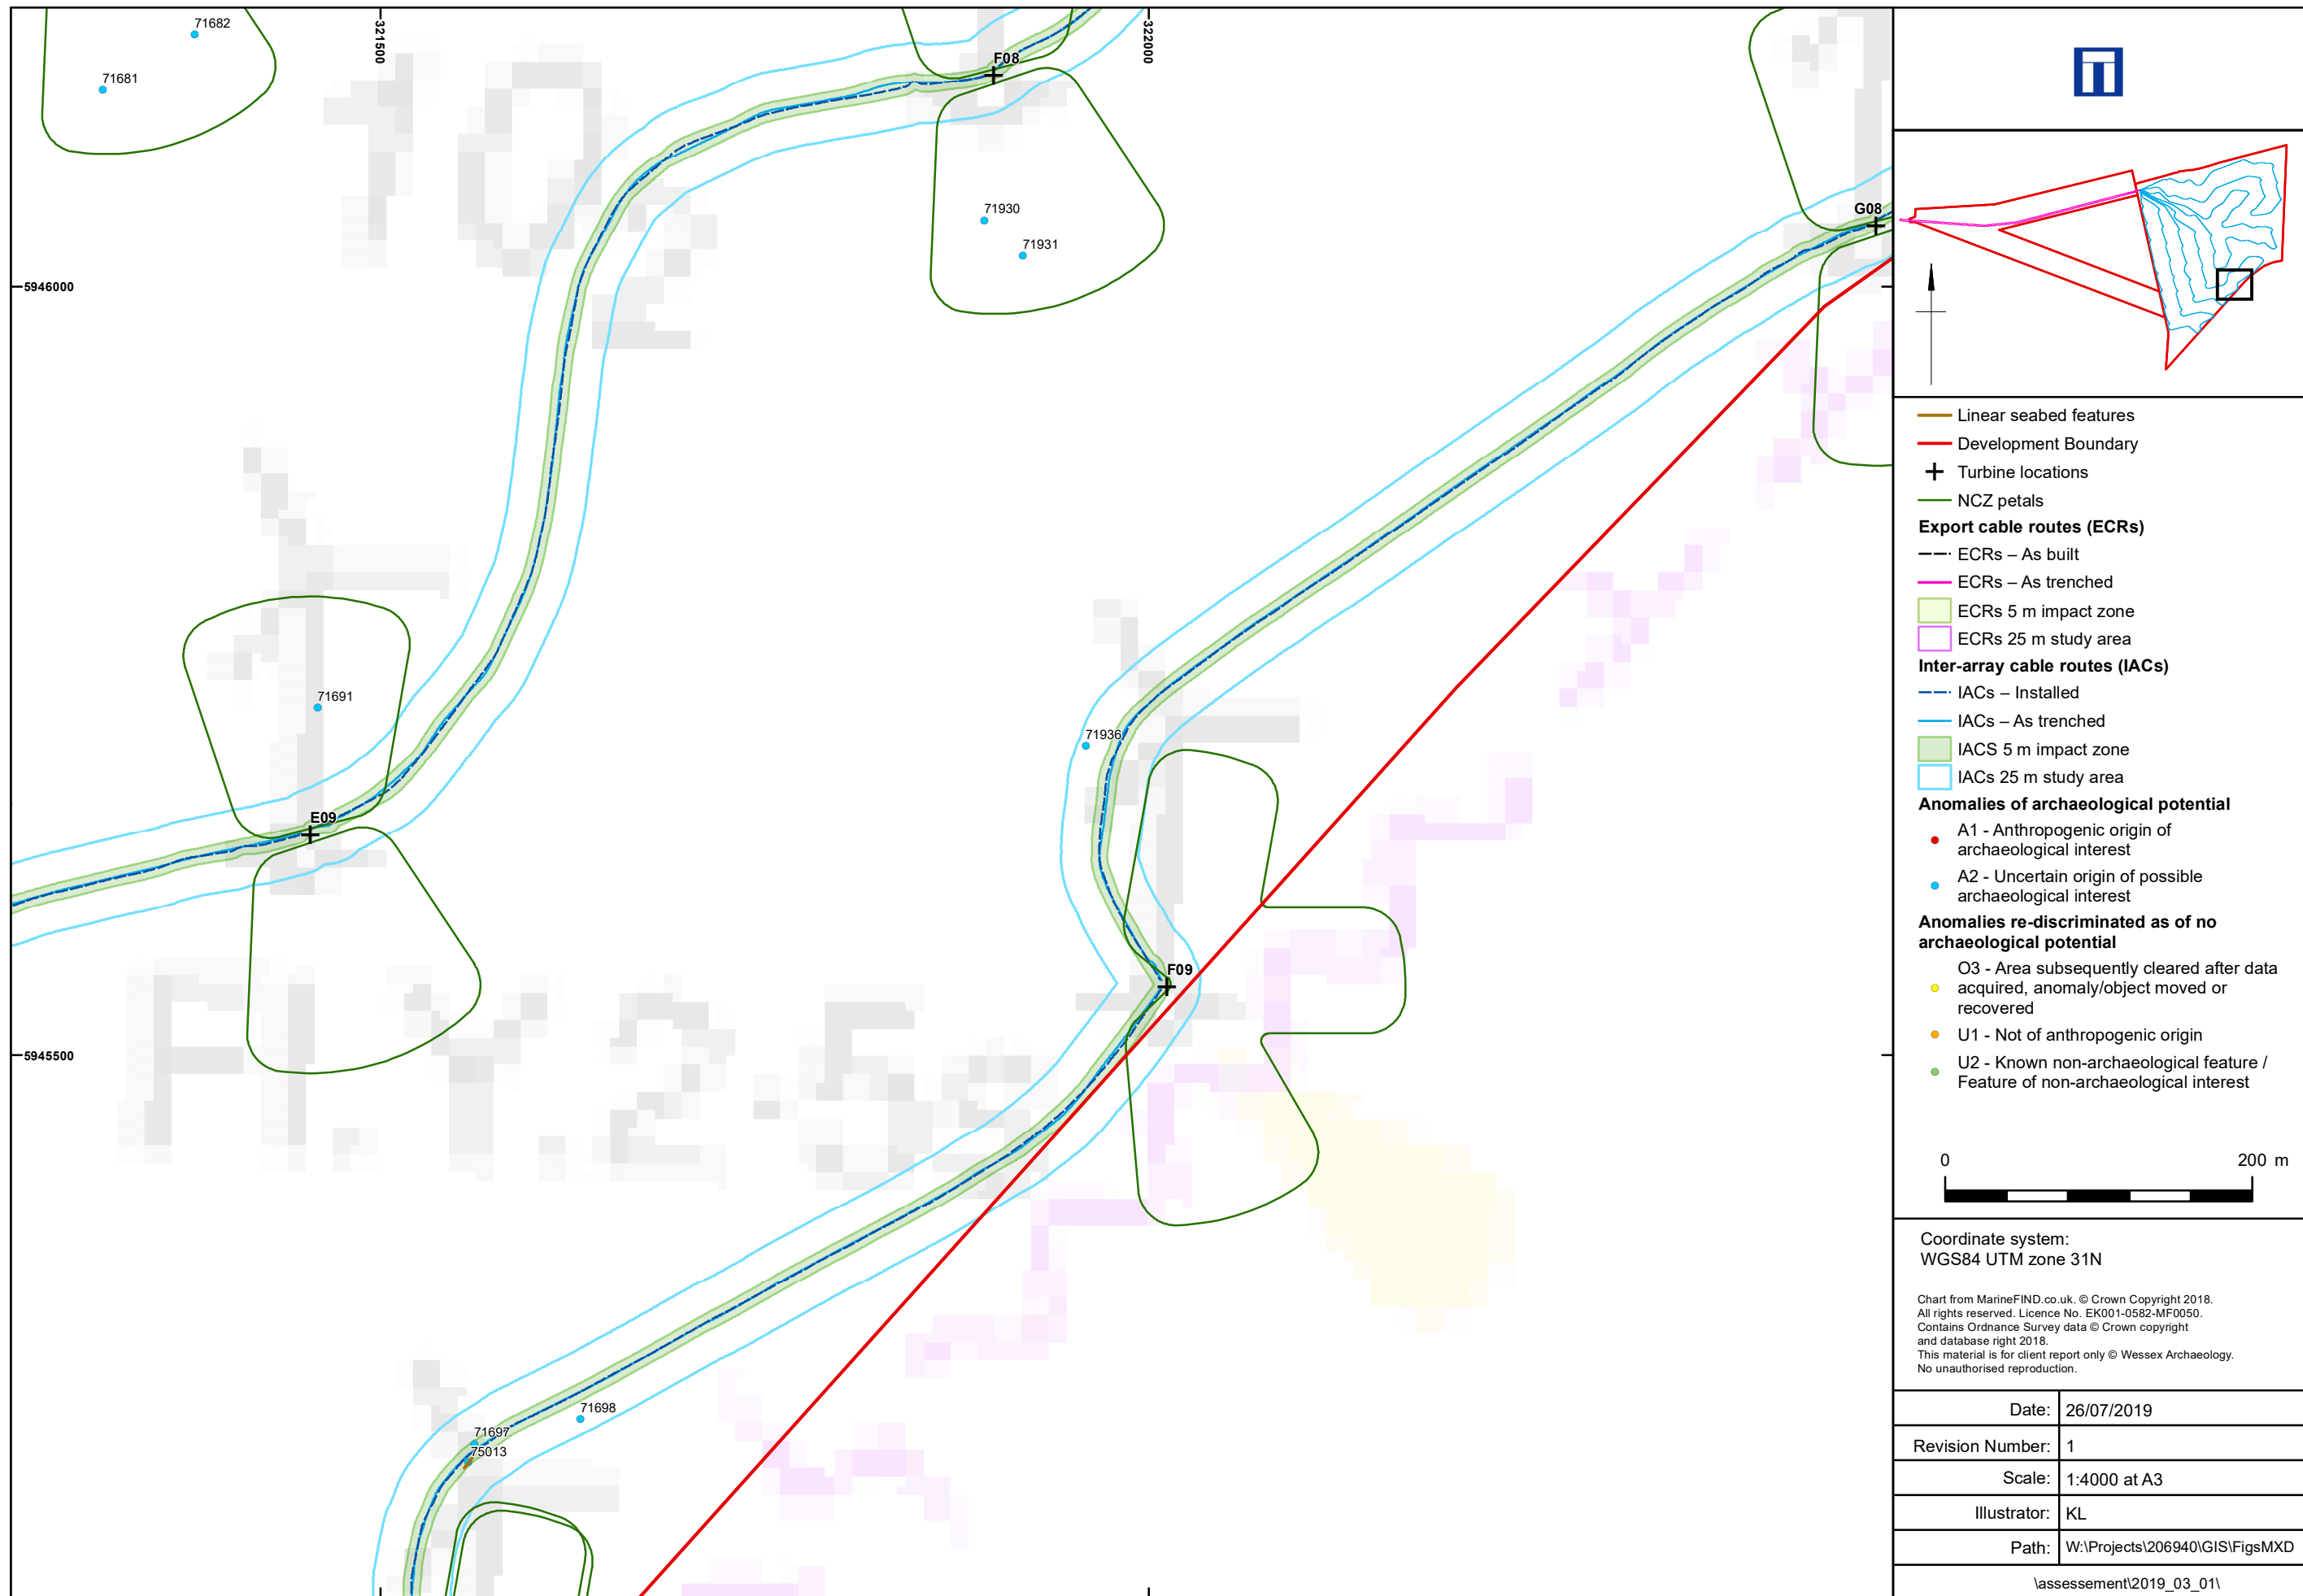 71682
71681
321500
322000
F08
71930
71931
G08
5946000
71691
71936
E09
F09
5945500
71698
71697
75013
102
Linear seabed features
Development Boundary
Turbine locations
NCZ petals
Export cable routes (ECRs)
ECRs – As built
ECRs – As trenched
ECRs 5 m impact zone
ECRs 25 m study area
Inter-array cable routes (IACs)
IACs – Installed
IACs – As trenched
IACS 5 m impact zone
IACs 25 m study area
Anomalies of archaeological potential
A1 - Anthropogenic origin of
archaeological interest
A2 - Uncertain origin of possible
archaeological interest
Anomalies re-discriminated as of no
archaeological potential
O3 - Area subsequently cleared after data
acquired, anomaly/object moved or
recovered
U1 - Not of anthropogenic origin
U2 - Known non-archaeological feature /
Feature of non-archaeological interest
0 200 m
Coordinate system:
WGS84 UTM zone 31N
Chart from MarineFIND.co.uk. © Crown Copyright 2018.
All rights reserved. Licence No. EK001-0582-MF0050.
Contains Ordnance Survey data © Crown copyright
and database right 2018.
This material is for client report only © Wessex Archaeology.
No unauthorised reproduction.
Date: 26/07/2019
Revision Number: 1
Scale: 1:4000 at A3
Illustrator: KL
Path: W:\Projects\206940\GIS\FigsMXD
\assessement\2019_03_01\